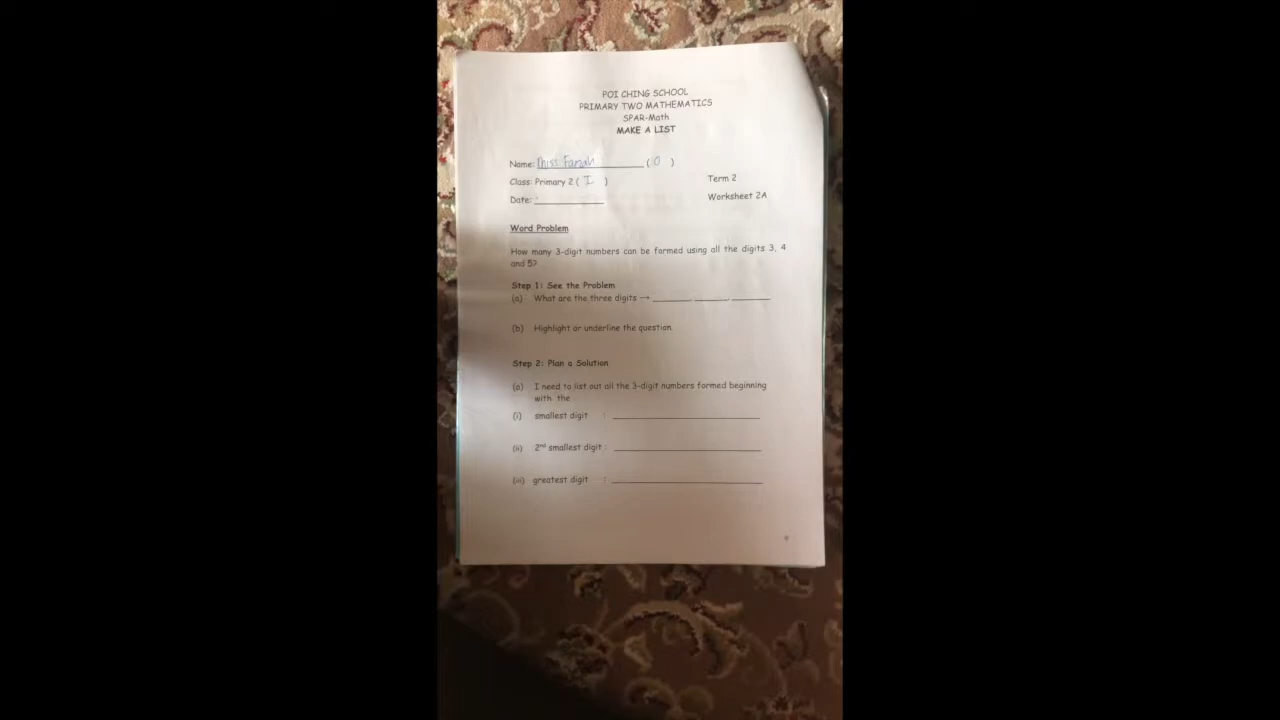 POI CHING SCHOOL
PRIMARY TWO MATHEMATICS
SPAR-Math
MAKE A LIST
Name: Miss Farah ( 0 )
Class: Primary 2 ( I )
Term 2
Date:
Worksheet 2A
Word Problem
How many 3-digit numbers can be formed using all the digits 3, 4
and 5?
Step 1: See the Problem
(a) What are the three digits → ______, ______, ______
(b) Highlight or underline the question
Step 2: Plan a Solution
(a) I need to list out all the 3-digit numbers formed beginning
with the
(i) smallest digit :
(ii) 2nd smallest digit :
(iii) greatest digit :